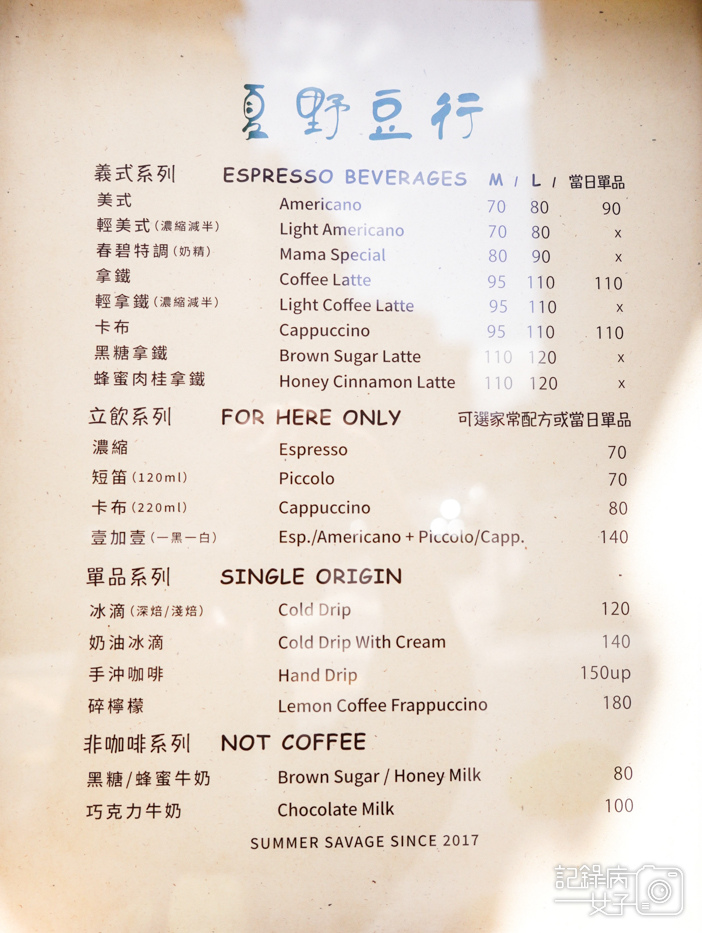 夏野豆行
義式系列 ESPRESSO BEVERAGES M / L / 當日單品
美式 Americano 70 80 90
輕美式(濃縮減半) Light Americano 70 80 x
春碧特調(奶精) Mama Special 80 90 x
拿鐵 Coffee Latte 95 110 110
輕拿鐵(濃縮減半) Light Coffee Latte 95 110 x
卡布 Cappuccino 95 110 110
黑糖拿鐵 Brown Sugar Latte 110 120 x
蜂蜜肉桂拿鐵 Honey Cinnamon Latte 110 120 x
立飲系列 FOR HERE ONLY 可選家常配方或當日單品
濃縮 Espresso 70
短笛(120ml) Piccolo 70
卡布(220ml) Cappuccino 80
壹加壹(一黑一白) Esp./Americano + Piccolo/Capp. 140
單品系列 SINGLE ORIGIN
冰滴(深焙/淺焙) Cold Drip 120
奶油冰滴 Cold Drip With Cream 140
手沖咖啡 Hand Drip 150up
碎檸檬 Lemon Coffee Frappuccino 180
非咖啡系列 NOT COFFEE
黑糖/蜂蜜牛奶 Brown Sugar / Honey Milk 80
巧克力牛奶 Chocolate Milk 100
SUMMER SAVAGE SINCE 2017
記錄病
女子